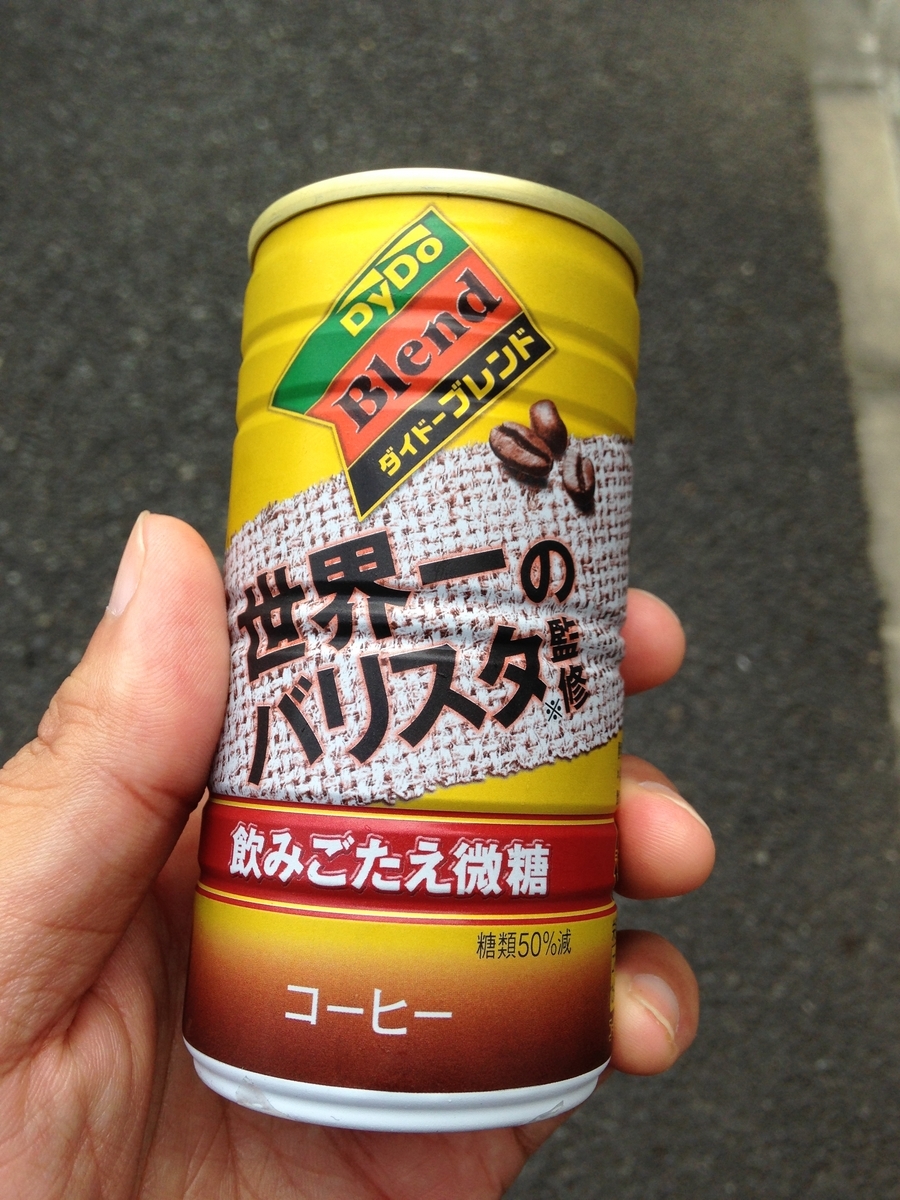 DyDo
Blend
ダイドーブレンド
世界一の
バリスタ
監修
※
飲みごたえ微糖
糖類50%減
コーヒー